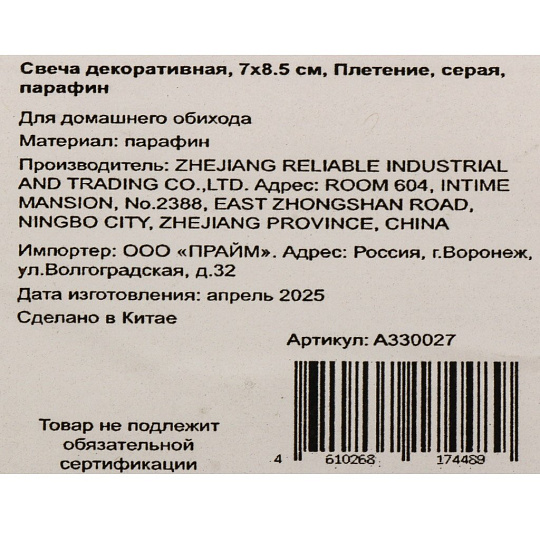 Свеча декоративная, 7х8.5 см, Плетение, серая,
парафин
Для домашнего обихода
Материал: парафин
Производитель: ZHEJIANG RELIABLE INDUSTRIAL
AND TRADING CO.,LTD. Адрес: ROOM 604, INTIME
MANSION, No.2388, EAST ZHONGSHAN ROAD,
NINGBO CITY, ZHEJIANG PROVINCE, CHINA
Импортер: ООО «ПРАЙМ». Адрес: Россия, г.Воронеж,
ул.Волгоградская, д.32
Дата изготовления: апрель 2025
Сделано в Китае
Артикул: А330027
Товар не подлежит
обязательной
сертификации
4 610268 174489